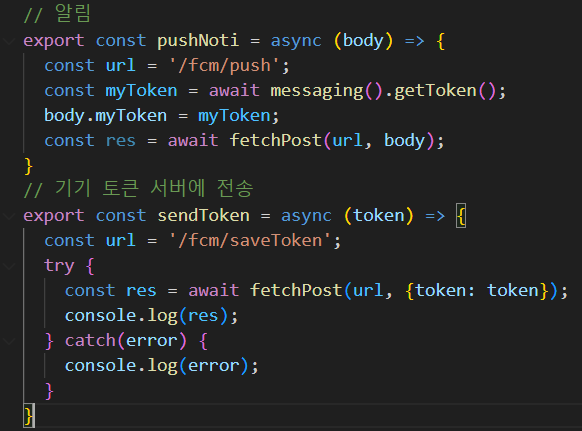 // 알림
export const pushNoti = async (body) => {
  const url = '/fcm/push';
  const myToken = await messaging().getToken();
  body.myToken = myToken;
  const res = await fetchPost(url, body);
}
// 기기 토큰 서버에 전송
export const sendToken = async (token) => {
  const url = '/fcm/saveToken';
  try {
    const res = await fetchPost(url, {token: token});
    console.log(res);
  } catch(error) {
    console.log(error);
  }
}